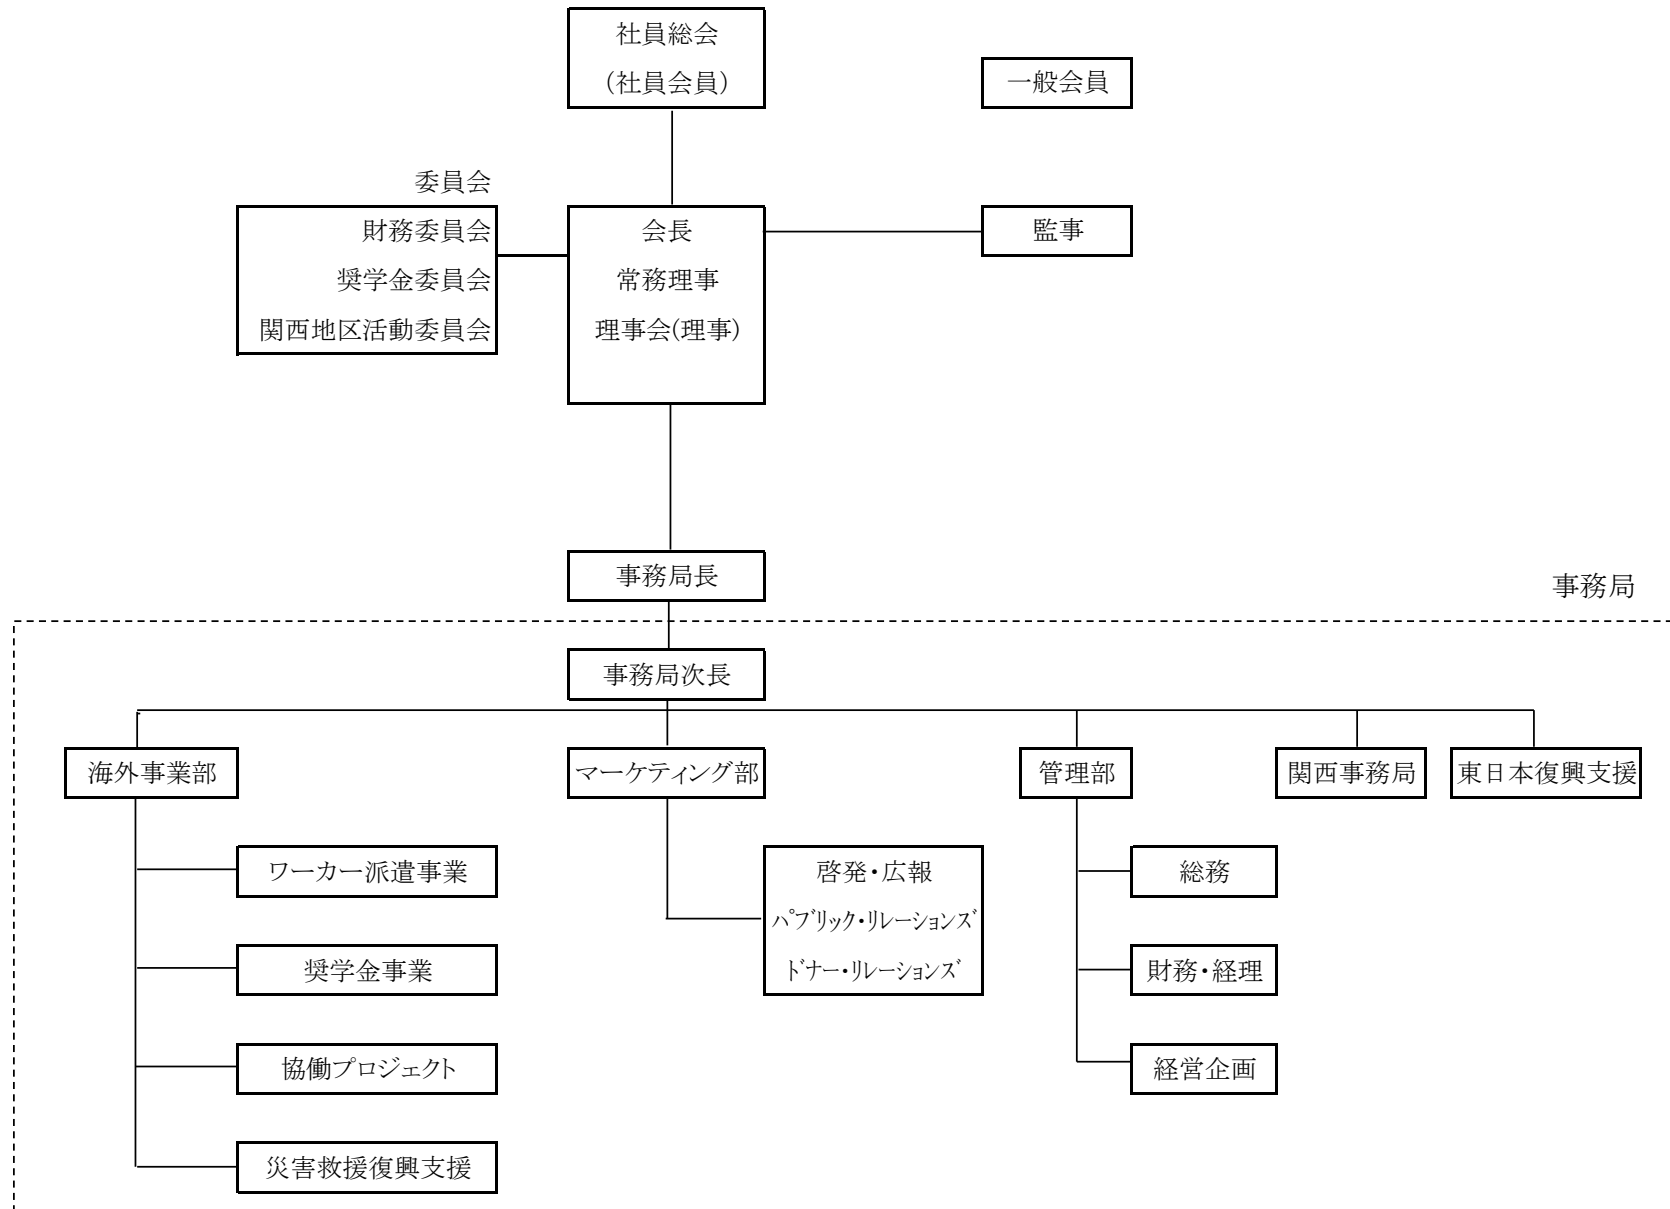 社員総会
(社員会員)
一般会員
委員会
財務委員会
奨学金委員会
関西地区活動委員会
会長
常務理事
理事会(理事)
監事
事務局長
事務局
事務局次長
海外事業部
マーケティング部
管理部
関西事務局
東日本復興支援
ワーカー派遣事業
奨学金事業
協働プロジェクト
災害救援復興支援
啓発・広報
ﾊﾟﾌﾞﾘｯｸ・ﾘﾚｰｼｮﾝｽﾞ
ﾄﾞﾅｰ・ﾘﾚｰｼｮﾝｽﾞ
総務
財務・経理
経営企画